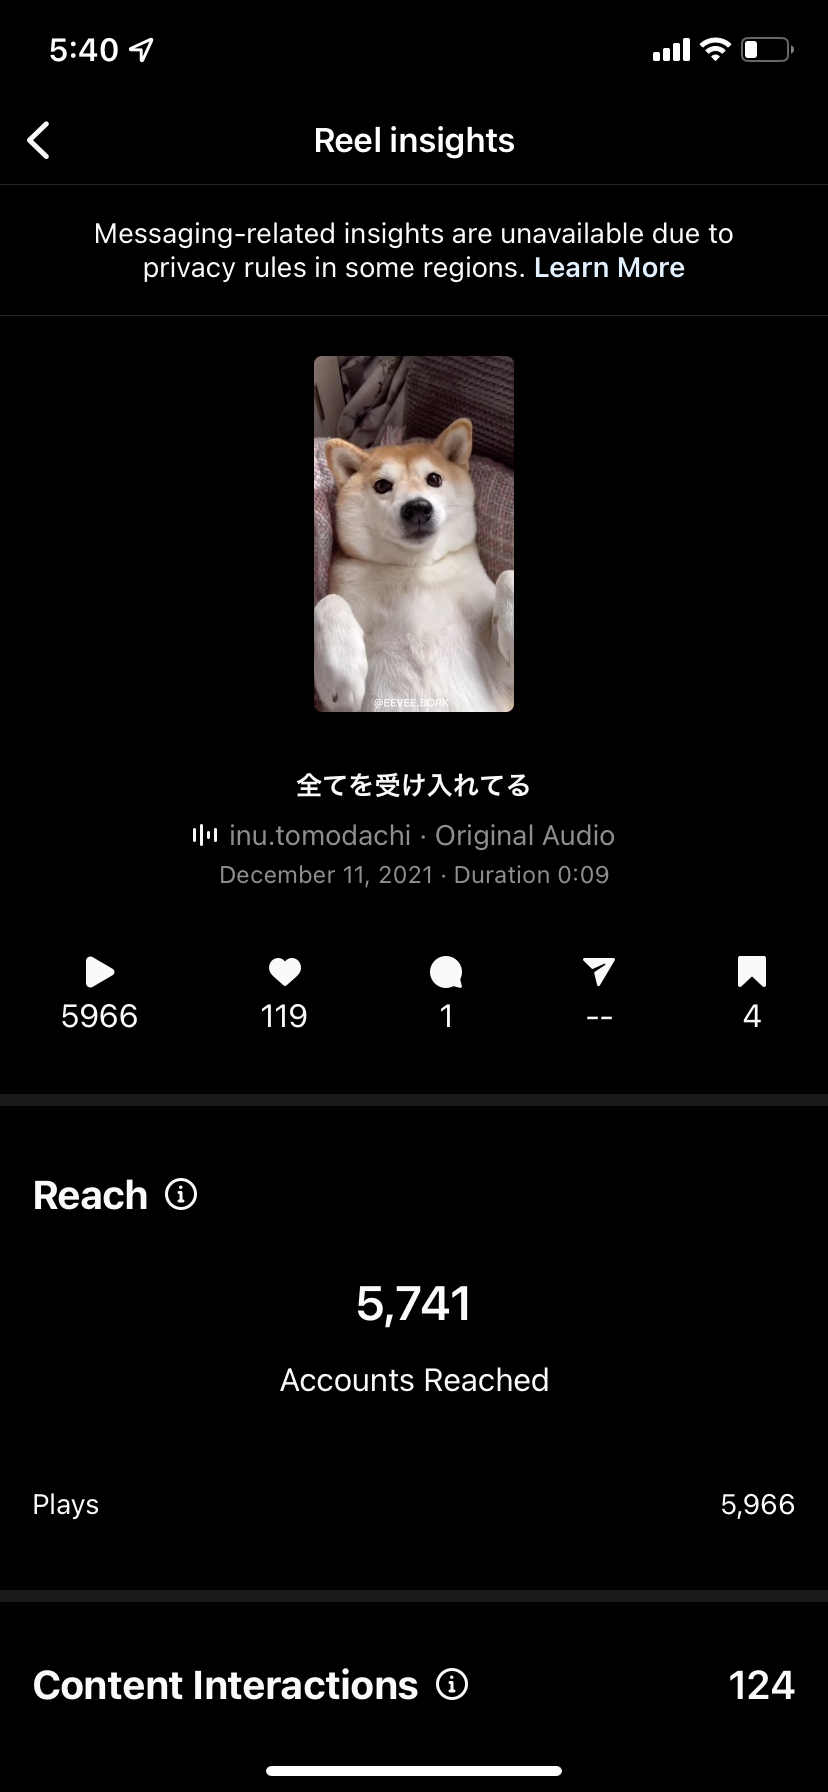 5:40
Reel insights
Messaging-related insights are unavailable due to
privacy rules in some regions. Learn More
@EEVEE.BORK
全てを受け入れてる
inu.tomodachi · Original Audio
December 11, 2021 · Duration 0:09
5966 119 1 -- 4
Reach
5,741
Accounts Reached
Plays 5,966
Content Interactions 124